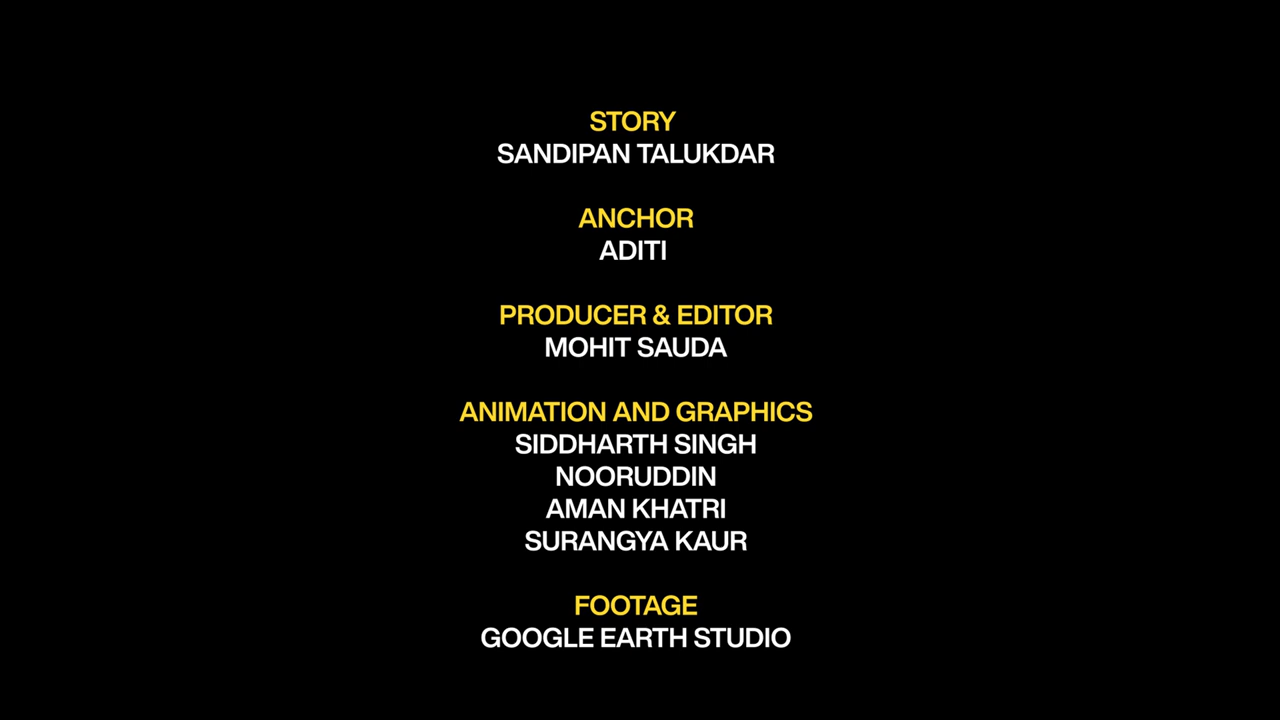 STORY
SANDIPAN TALUKDAR
ANCHOR
ADITI
PRODUCER & EDITOR
MOHIT SAUDA
ANIMATION AND GRAPHICS
SIDDHARTH SINGH
NOORUDDIN
AMAN KHATRI
SURANGYA KAUR
FOOTAGE
GOOGLE EARTH STUDIO